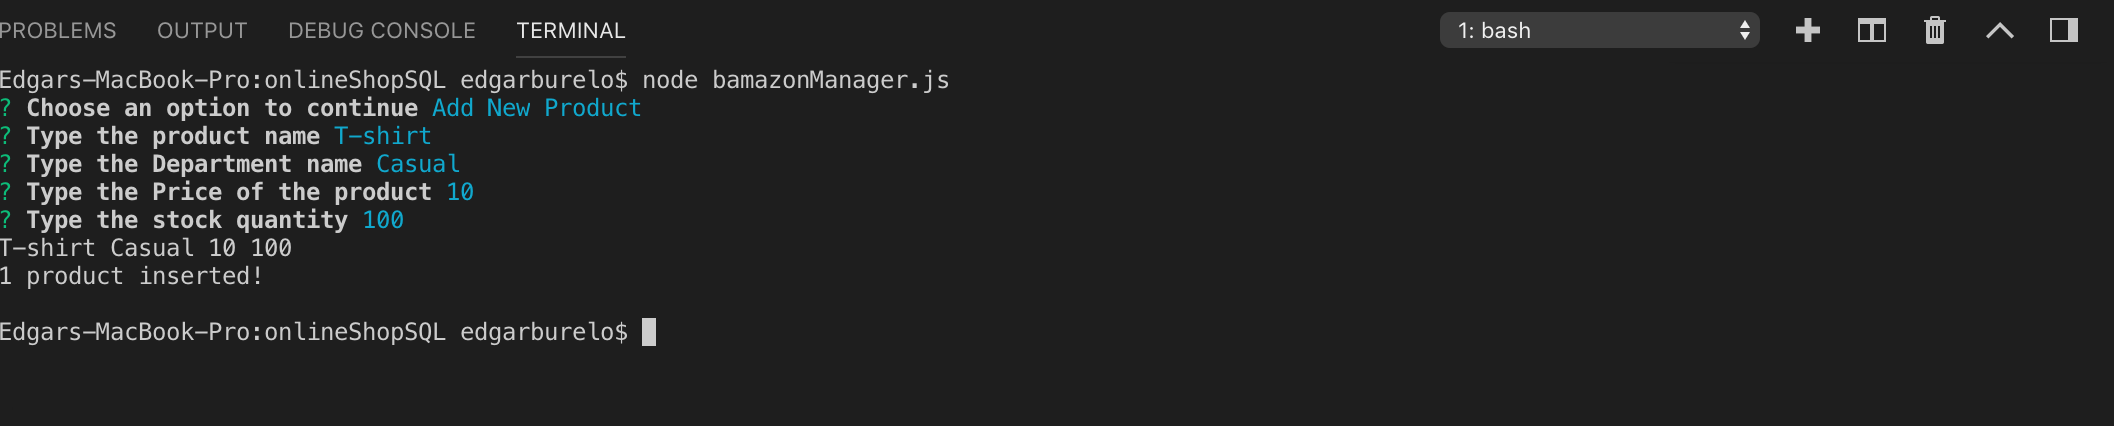 PROBLEMS OUTPUT DEBUG CONSOLE TERMINAL 1: bash
Edgars-MacBook-Pro:onlineShopSQL edgarburelo$ node bamazonManager.js
? Choose an option to continue Add New Product
? Type the product name T-shirt
? Type the Department name Casual
? Type the Price of the product 10
? Type the stock quantity 100
T-shirt Casual 10 100
1 product inserted!
Edgars-MacBook-Pro:onlineShopSQL edgarburelo$